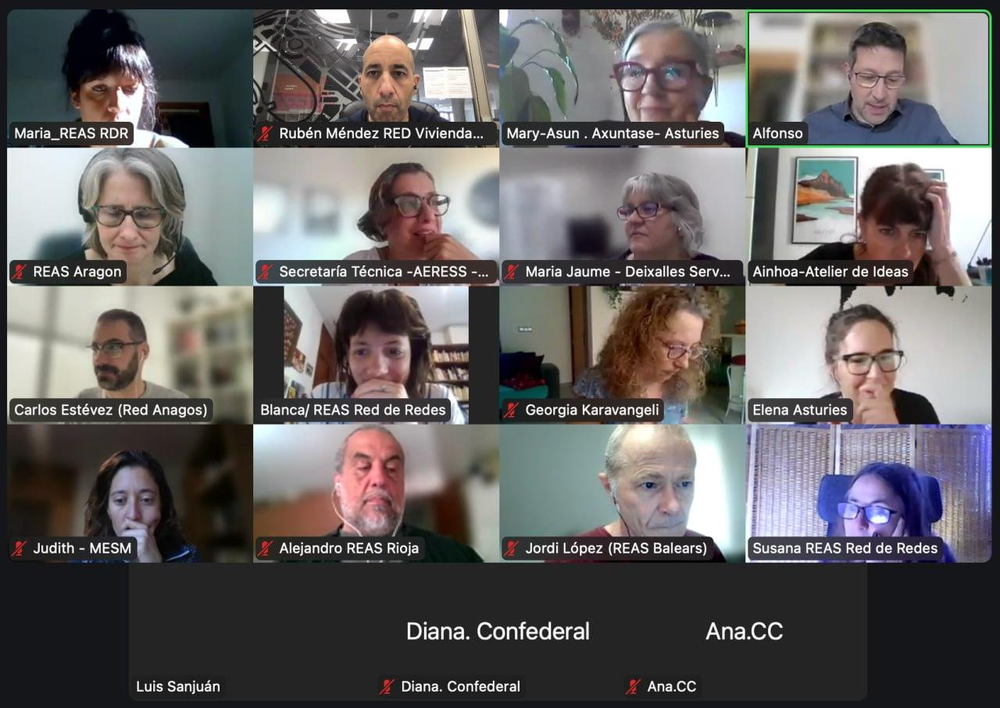 Maria_REAS RDR
Rubén Méndez RED Vivienda...
Mary-Asun . Axuntase- Asturies
Alfonso
REAS Aragon
Secretaría Técnica -AERESS -...
Maria Jaume - Deixalles Serv...
Ainhoa-Atelier de Ideas
Carlos Estévez (Red Anagos)
Blanca/ REAS Red de Redes
Georgia Karavangeli
Elena Asturies
Judith - MESM
Alejandro REAS Rioja
Jordi López (REAS Balears)
Susana REAS Red de Redes
Diana. Confederal
Ana.CC
Luis Sanjuán
Diana. Confederal
Ana.CC